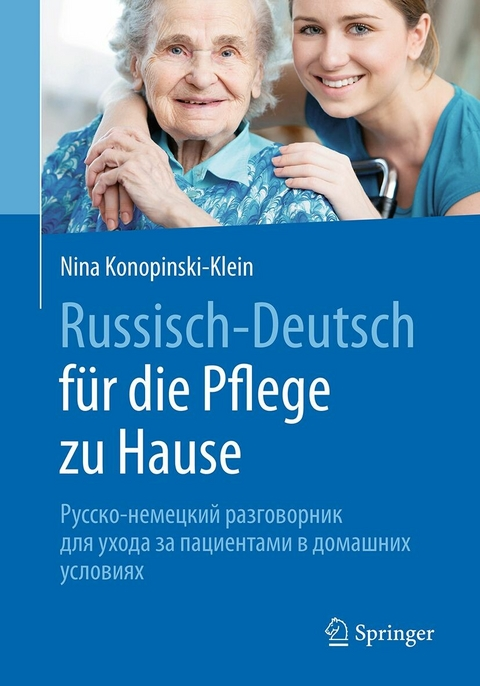 Nina Konopinski-Klein
Russisch-Deutsch
für die Pflege
zu Hause
Русско-немецкий разговорник
для ухода за пациентами в домашних
условиях
Springer